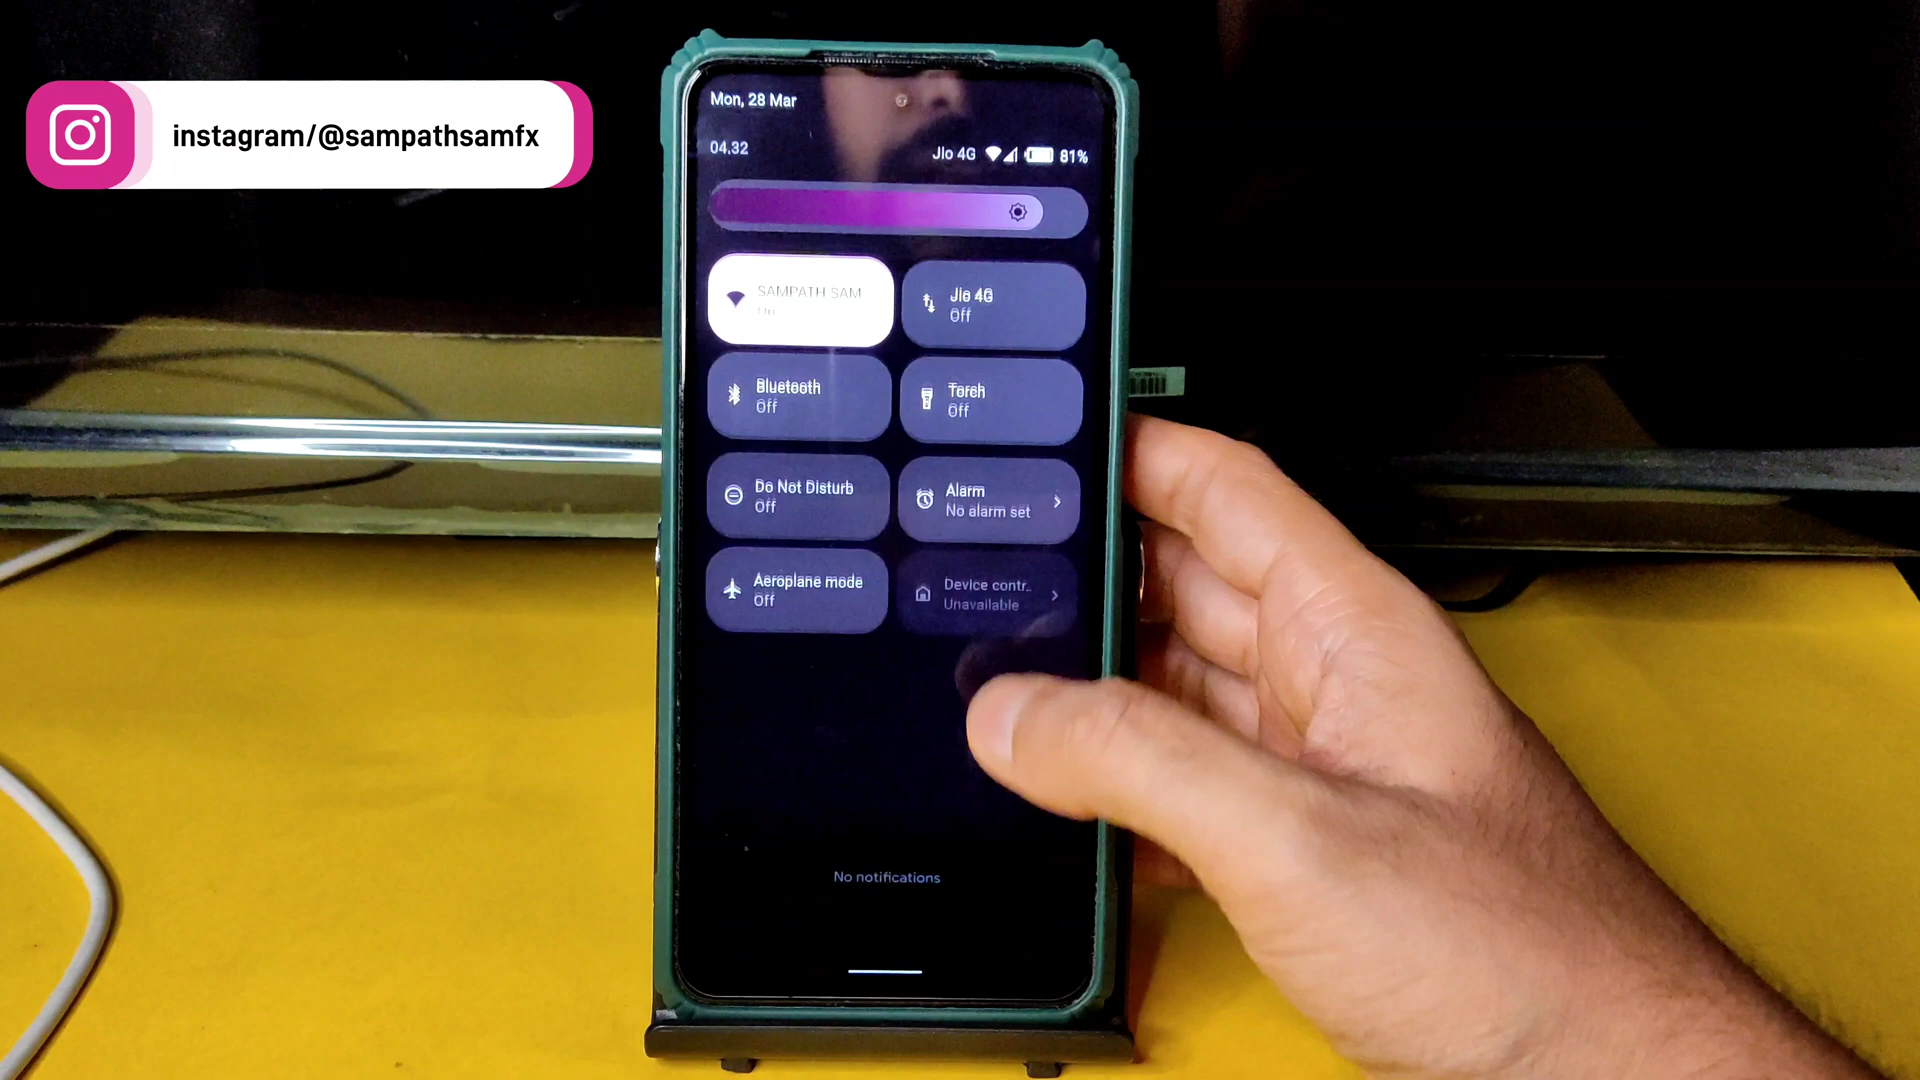 instagram/@sampathsamfx
Mon, 28 Mar
04.32
Jio 4G
81%
SAMPATH SAM
On
Jio 4G
Off
Bluetooth
Off
Torch
Off
Do Not Disturb
Off
Alarm
No alarm set
Aeroplane mode
Off
Device contr..
Unavailable
No notifications